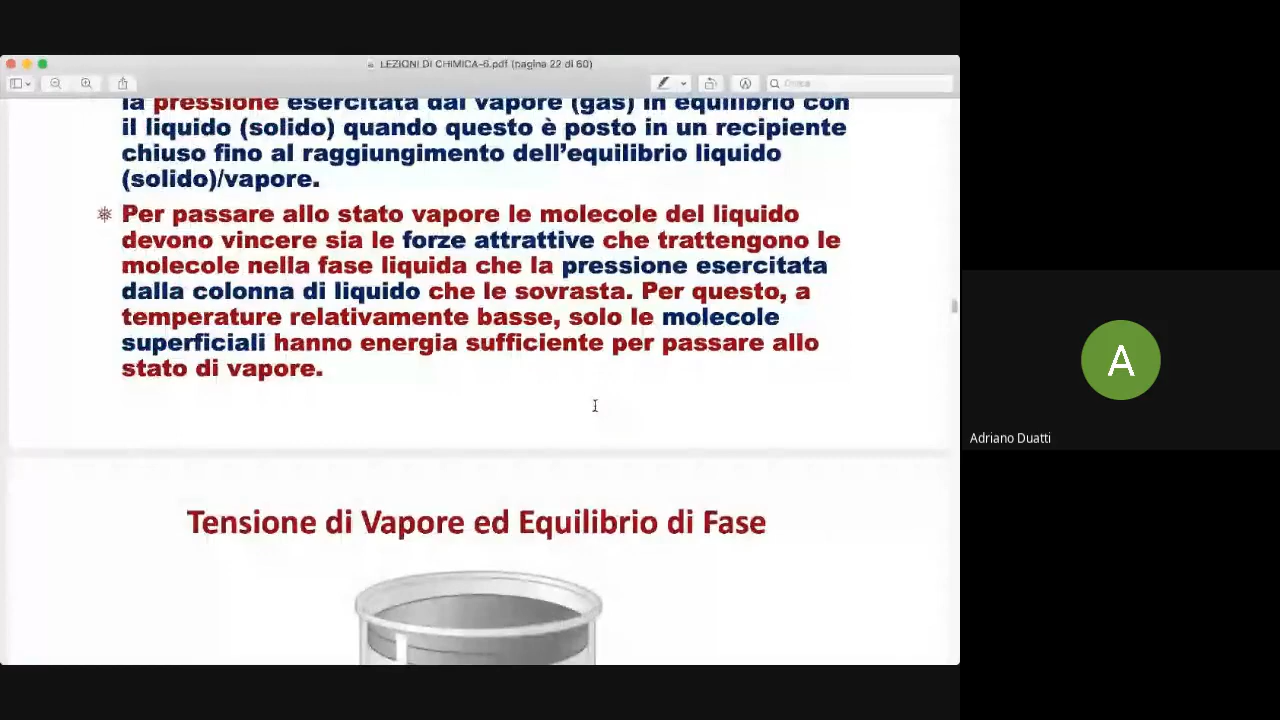 LEZIONI DI CHIMICA-6.pdf (pagina 22 di 60)
Cerca
la pressione esercitata dal vapore (gas) in equilibrio con
il liquido (solido) quando questo è posto in un recipiente
chiuso fino al raggiungimento dell’equilibrio liquido
(solido)/vapore.
Per passare allo stato vapore le molecole del liquido
devono vincere sia le forze attrattive che trattengono le
molecole nella fase liquida che la pressione esercitata
dalla colonna di liquido che le sovrasta. Per questo, a
temperature relativamente basse, solo le molecole
superficiali hanno energia sufficiente per passare allo
stato di vapore.
Tensione di Vapore ed Equilibrio di Fase
A
Adriano Duatti